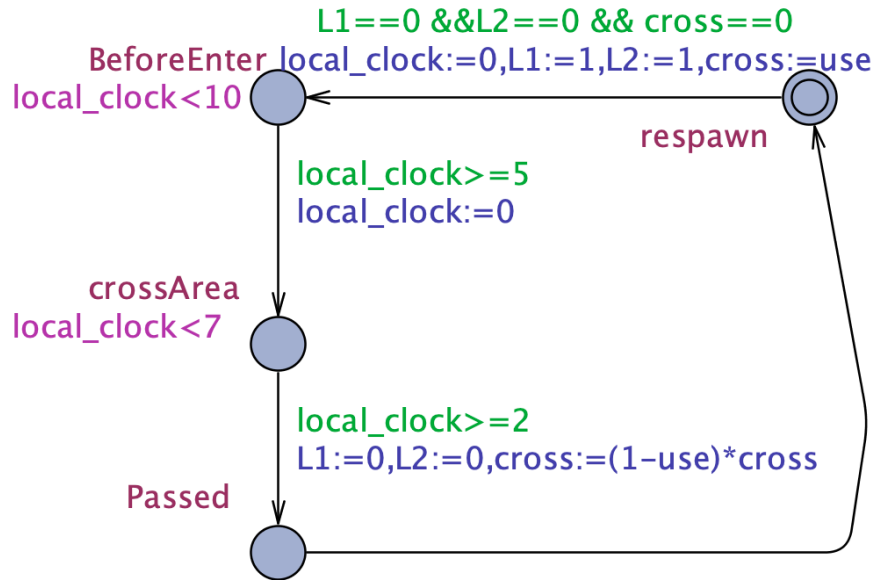 L1==0 &&L2==0 && cross==0
BeforeEnter local_clock:=0,L1:=1,L2:=1,cross:=use
local_clock<10
respawn
local_clock>=5
local_clock:=0
crossArea
local_clock<7
local_clock>=2
L1:=0,L2:=0,cross:=(1-use)*cross
Passed